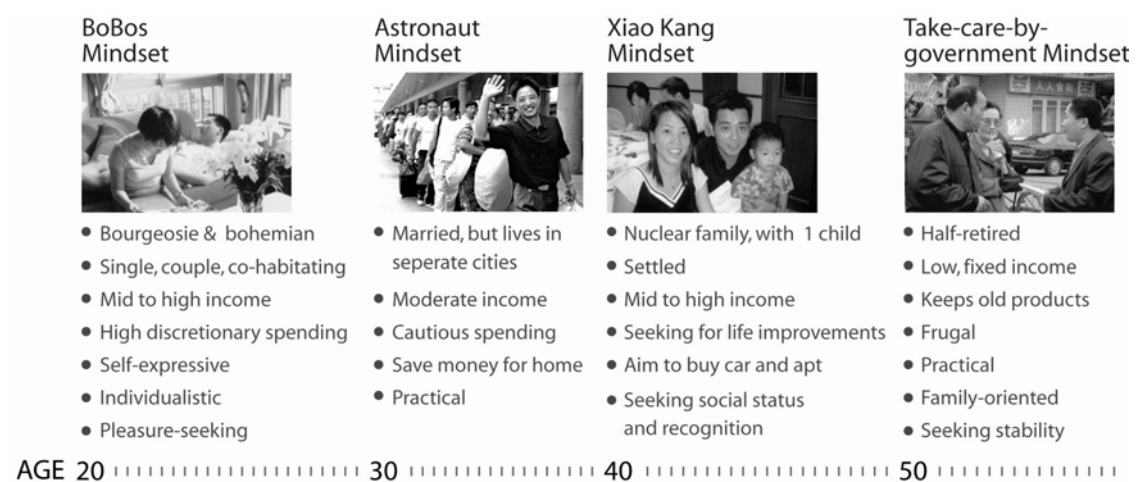 BoBos
Mindset
Astronaut
Mindset
Xiao Kang
Mindset
Take-care-by-
government Mindset
• Bourgeosie & bohemian
• Single, couple, co-habitating
• Mid to high income
• High discretionary spending
• Self-expressive
• Individualistic
• Pleasure-seeking
• Married, but lives in
seperate cities
• Moderate income
• Cautious spending
• Save money for home
• Practical
• Nuclear family, with 1 child
• Settled
• Mid to high income
• Seeking for life improvements
• Aim to buy car and apt
• Seeking social status
and recognition
人人食街
• Half-retired
• Low, fixed income
• Keeps old products
• Frugal
• Practical
• Family-oriented
• Seeking stability
AGE 20 30 40 50